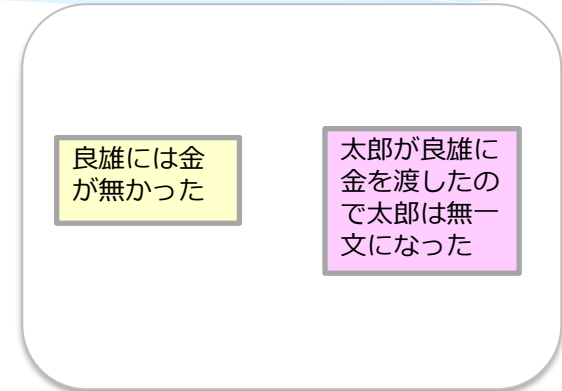 良雄には金
が無かった
太郎が良雄に
金を渡したの
で太郎は無一
文になった